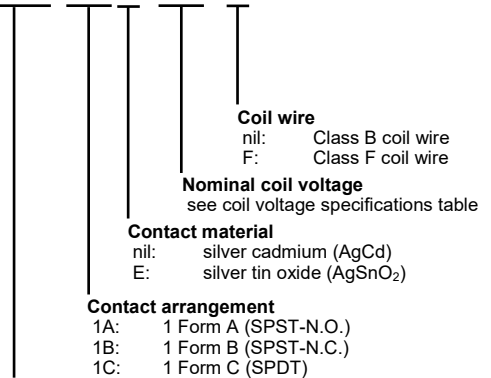 Coil wire
nil: Class B coil wire
F: Class F coil wire
Nominal coil voltage
see coil voltage specifications table
Contact material
nil: silver cadmium (AgCd)
E: silver tin oxide (AgSnO₂)
Contact arrangement
1A: 1 Form A (SPST-N.O.)
1B: 1 Form B (SPST-N.C.)
1C: 1 Form C (SPDT)